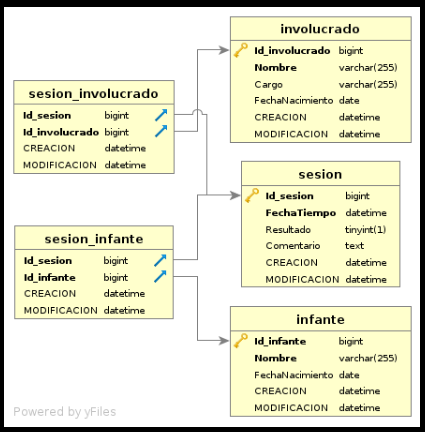 involucrado
Id_involucrado bigint
Nombre varchar(255)
Cargo varchar(255)
FechaNacimiento date
CREACION datetime
MODIFICACION datetime
sesion_involucrado
Id_sesion bigint
Id_involucrado bigint
CREACION datetime
MODIFICACION datetime
sesion
Id_sesion bigint
FechaTiempo datetime
Resultado tinyint(1)
Comentario text
CREACION datetime
MODIFICACION datetime
sesion_infante
Id_sesion bigint
Id_infante bigint
CREACION datetime
MODIFICACION datetime
infante
Id_infante bigint
Nombre varchar(255)
FechaNacimiento date
CREACION datetime
MODIFICACION datetime
Powered by yFiles